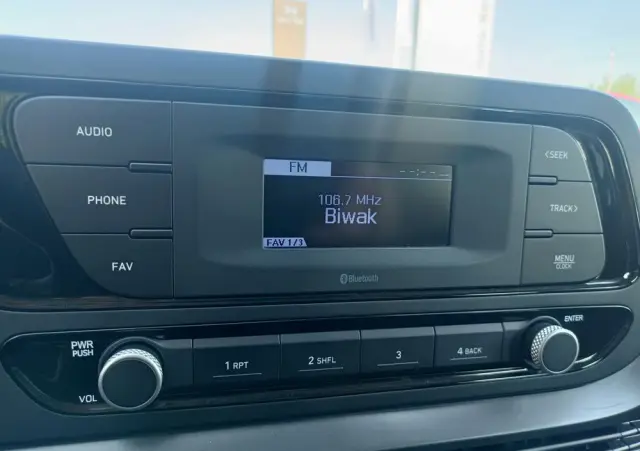 AUDIO
PHONE
FAV
FM
--:--
106.7 MHz
Biwak
FAV 1/3
Bluetooth
<SEEK
TRACK>
MENU
CLOCK
PWR
PUSH
VOL
1 RPT
2 SHFL
3
4 BACK
ENTER